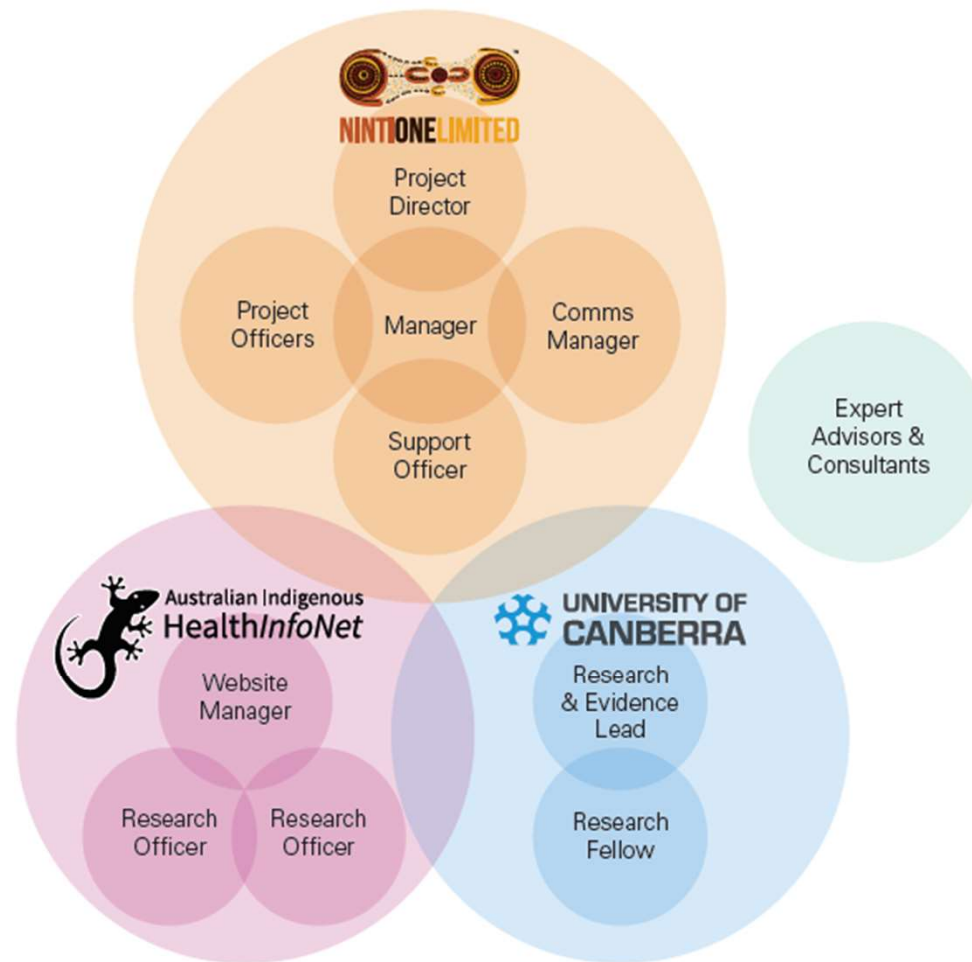 NINTIONELIMITED
™
Project
Director
Project
Officers
Manager
Comms
Manager
Support
Officer
Expert
Advisors &
Consultants
Australian Indigenous
HealthInfoNet
Website
Manager
Research
Officer
Research
Officer
UNIVERSITY OF
CANBERRA
Research
& Evidence
Lead
Research
Fellow